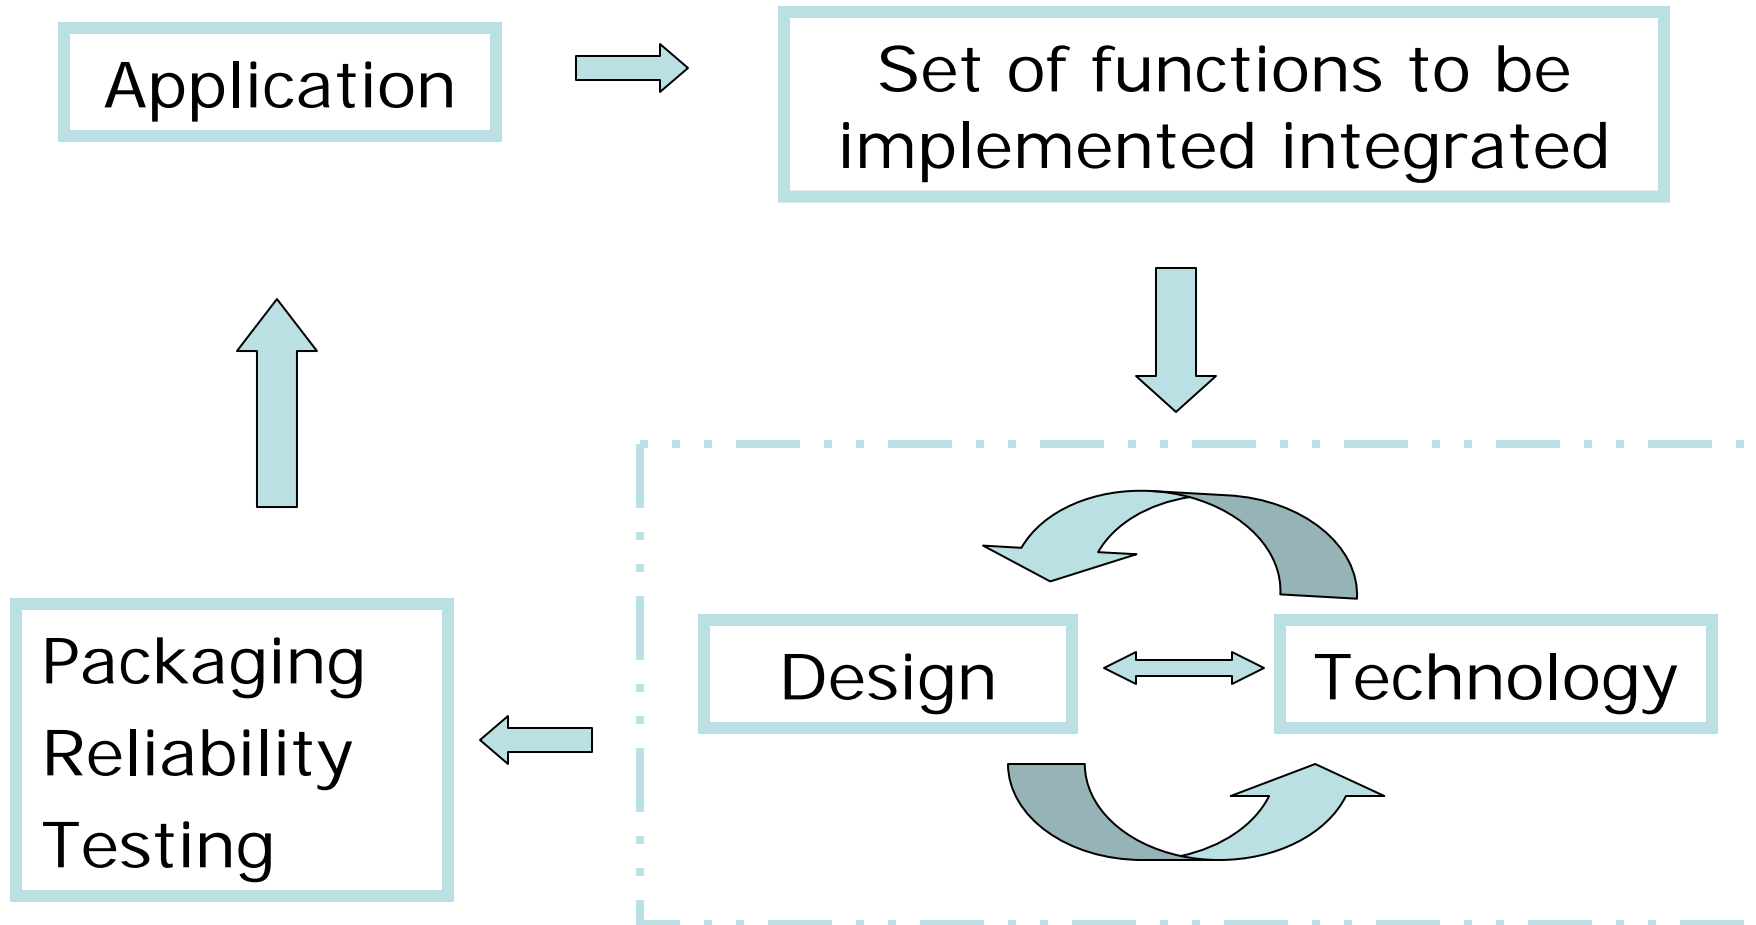 Application
Set of functions to be
implemented integrated
Design
Technology
Packaging
Reliability
Testing